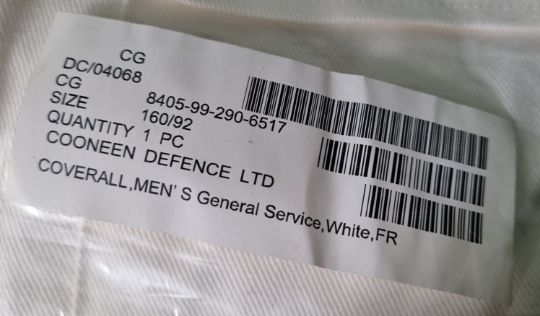 CG
DC/04068
CG
8405-99-290-6517
SIZE 160/92
QUANTITY 1 PC
COONEEN DEFENCE LTD
COVERALL,MEN' S General Service,White,FR